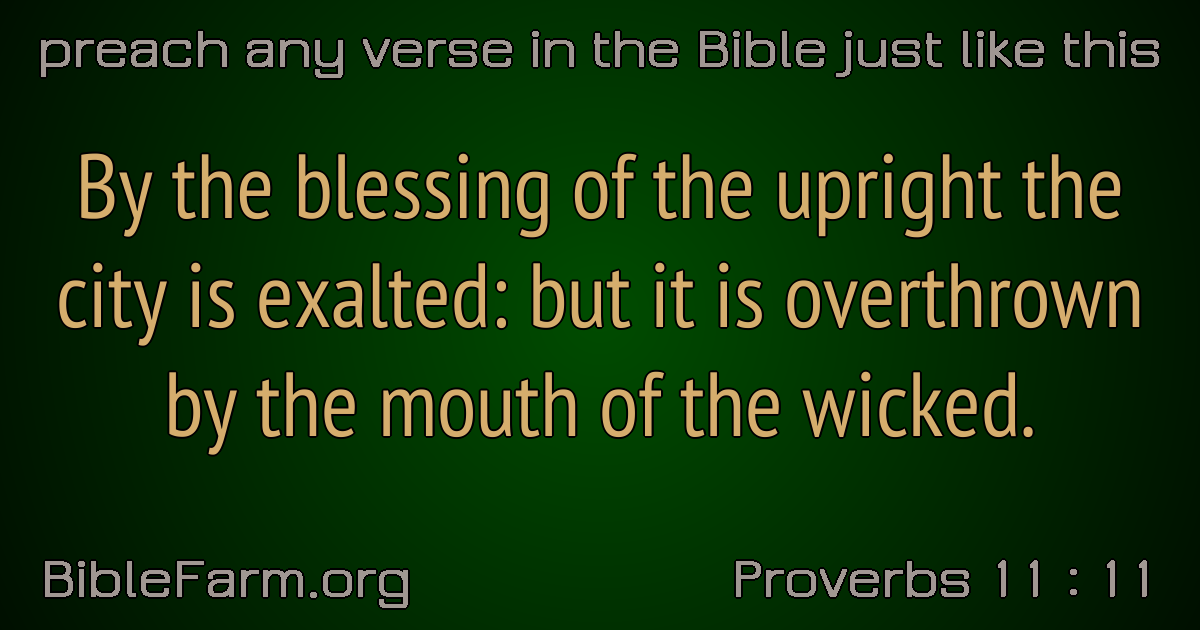 preach any verse in the Bible just like this
By the blessing of the upright the
city is exalted: but it is overthrown
by the mouth of the wicked.
BibleFarm.org
Proverbs 11 : 11